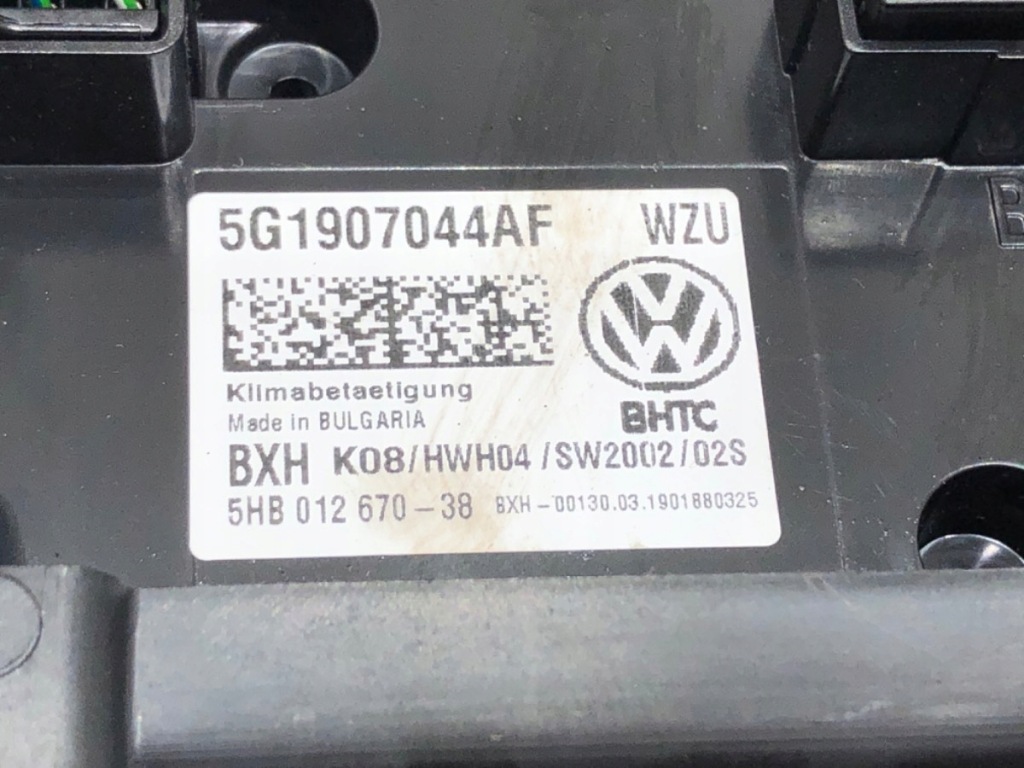 5G1907044AF WZU
Klimabetaetigung
Made in BULGARIA
BHTC
BXH K08/HWH04/SW2002/02S
5HB 012 670-38 BXH-00130.03.1901880325